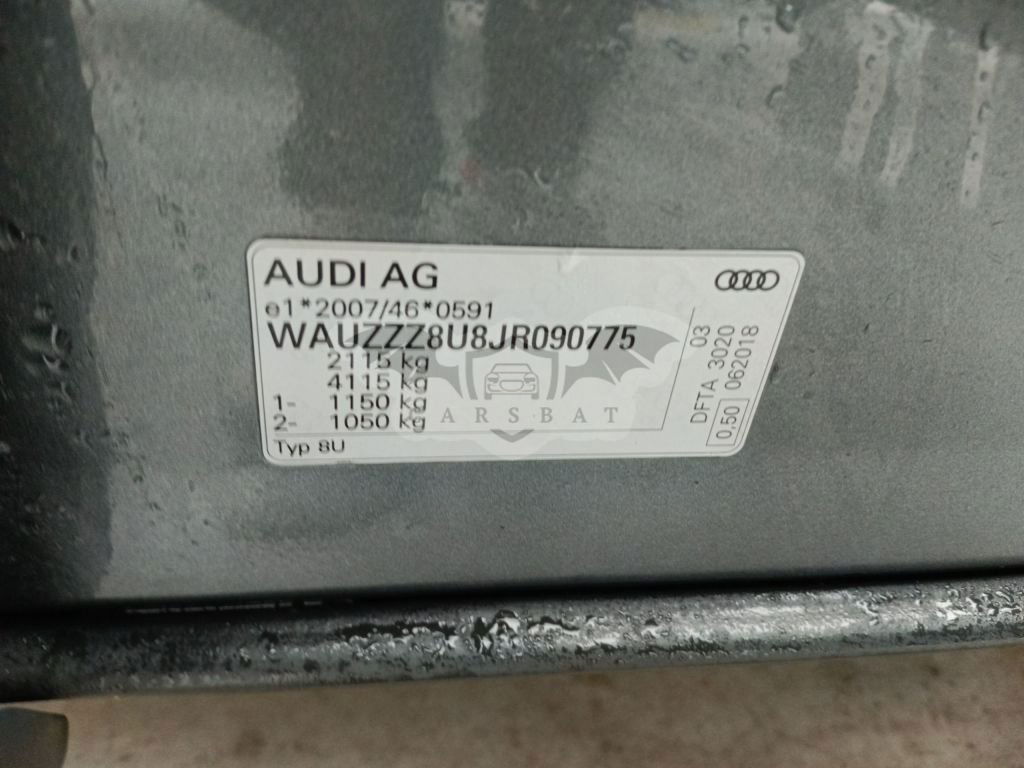 AUDI AG
e1*2007/46*0591
WAUZZZ8U8JR090775
2115 kg
4115 kg
1- 1150 kg
2- 1050 kg
Typ 8U
03
DFTA 3020
0,50 062018
ARSBAT